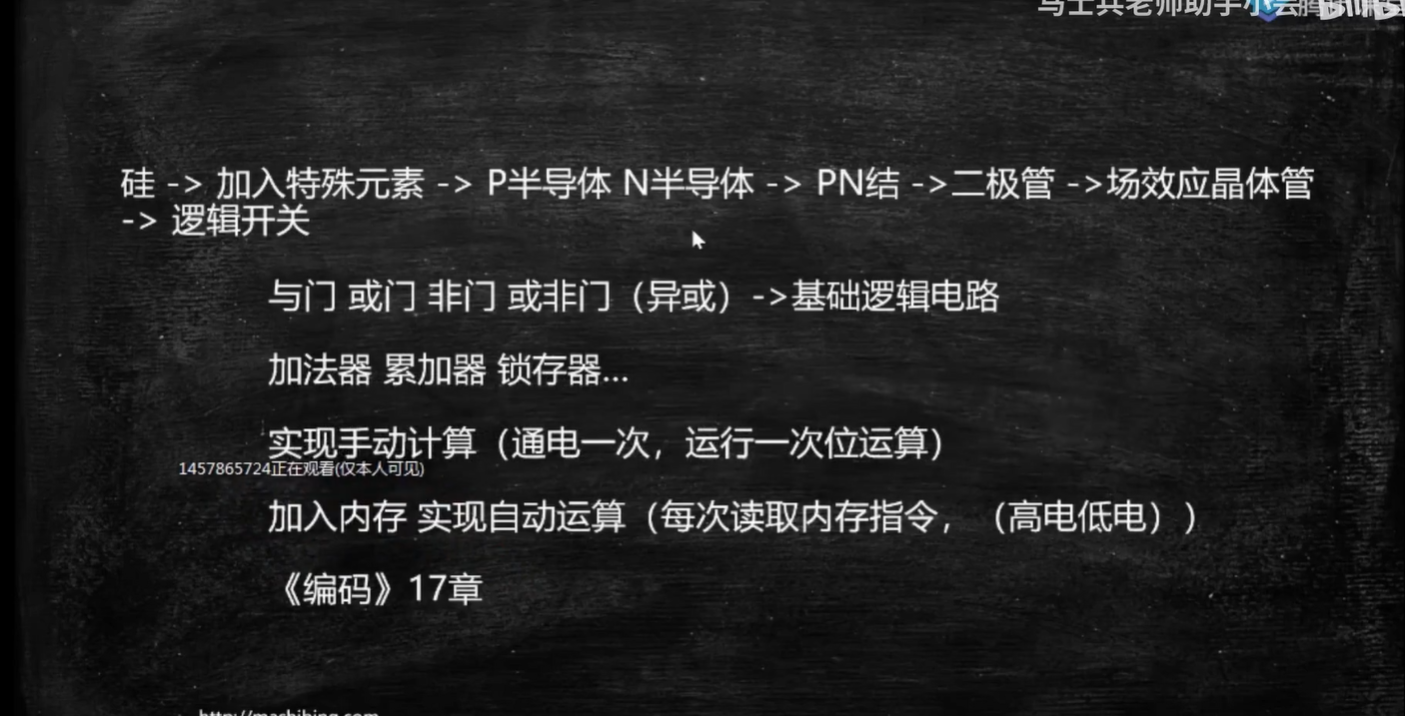 马士兵老师助手小芸
硅 -> 加入特殊元素 -> P半导体 N半导体 -> PN结 ->二极管 ->场效应晶体管
-> 逻辑开关
与门 或门 非门 或非门（异或）->基础逻辑电路
加法器 累加器 锁存器...
实现手动计算（通电一次，运行一次位运算）
1457865724正在观看(仅本人可见)
加入内存 实现自动运算（每次读取内存指令，（高电低电））
《编码》17章
http://mashibing.com